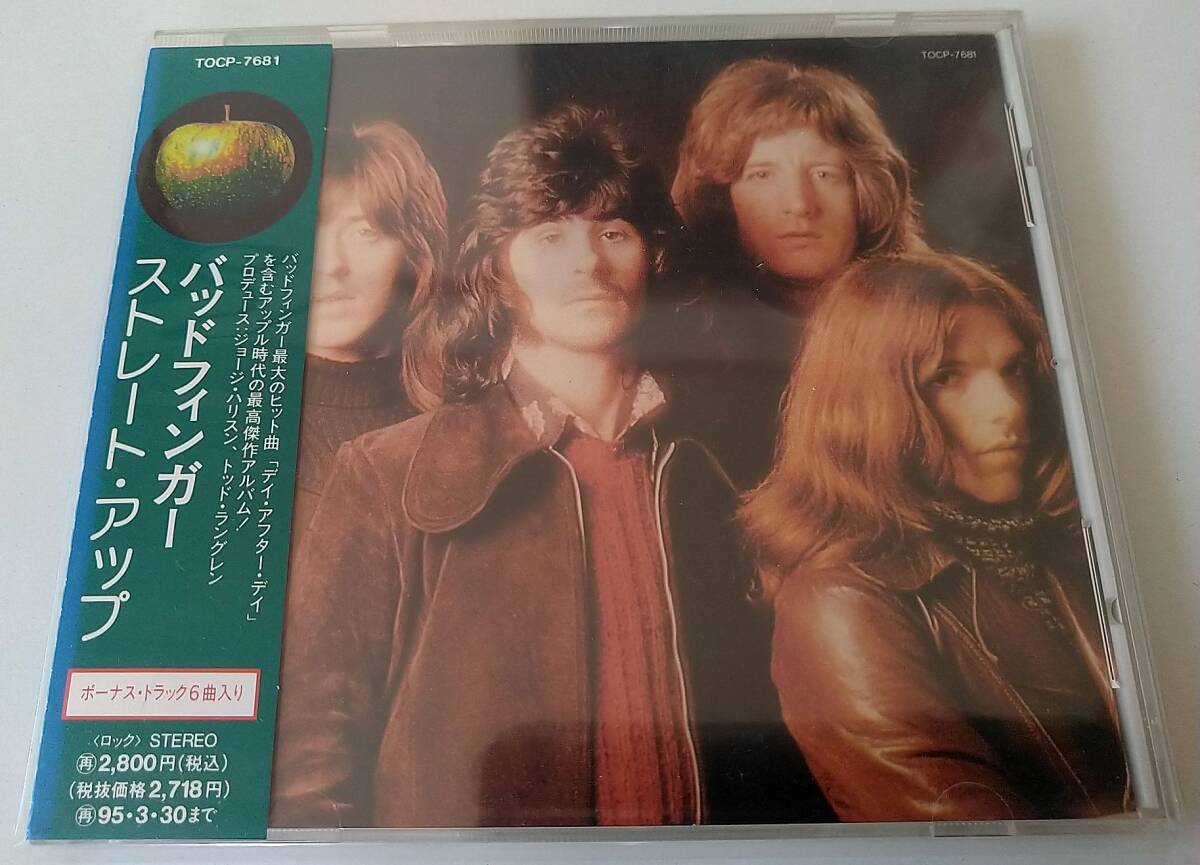 TOCP-7681
TOCP-7681
バッドフィンガー
ストレート・アップ
バッドフィンガー最大のヒット曲「デイ・アフター・デイ」
を含むアップル時代の最高傑作アルバム!
プロデュース:ジョージ・ハリスン、トッド・ラングレン
ボーナス・トラック6曲入り
〈ロック〉 STEREO
再2,800円(税込)
(税抜価格2,718円)
再95・3・30まで